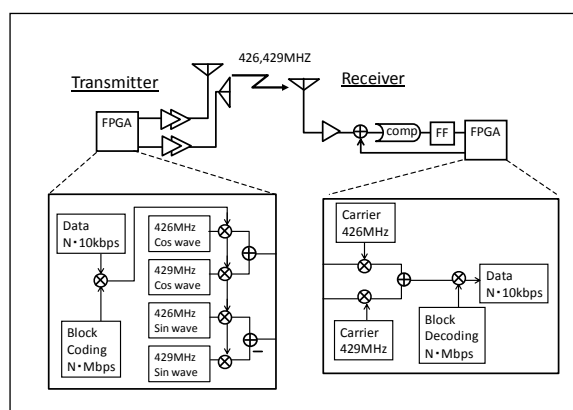 426,429MHZ
Transmitter
Receiver
FPGA
comp
FF
FPGA
Data
N・10kbps
426MHz
Cos wave
429MHz
Cos wave
426MHz
Sin wave
429MHz
Sin wave
Block
Coding
N・Mbps
Carrier
426MHz
Data
N・10kbps
Carrier
429MHz
Block
Decoding
N・Mbps